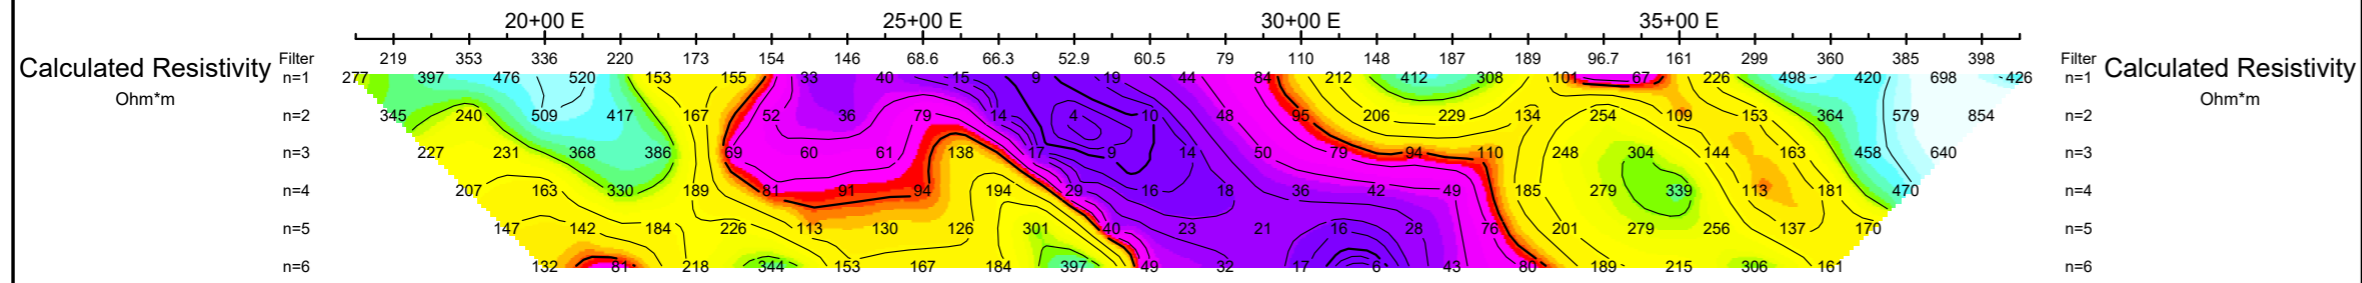 20+00 E 25+00 E 30+00 E 35+00 E
Filter 219 353 336 220 173 154 146 68.6 66.3 52.9 60.5 79 110 148 187 189 96.7 161 299 360 385 398 Filter
Calculated Resistivity n=1 277 397 476 520 153 155 33 40 15 9 19 44 84 212 412 308 101 67 226 498 420 698 426 n=1 Calculated Resistivity
Ohm*m Ohm*m
n=2 345 240 509 417 167 52 36 79 14 4 10 48 95 206 229 134 254 109 153 364 579 854 n=2
n=3 227 231 368 386 69 60 61 138 17 9 14 50 79 94 110 248 304 144 163 458 640 n=3
n=4 207 163 330 189 81 91 94 194 29 16 18 36 42 49 185 279 339 113 181 470 n=4
n=5 147 142 184 226 113 130 126 301 40 23 21 16 28 76 201 279 256 137 170 n=5
n=6 132 81 218 344 153 167 184 397 49 32 17 6 43 80 189 215 306 161 n=6